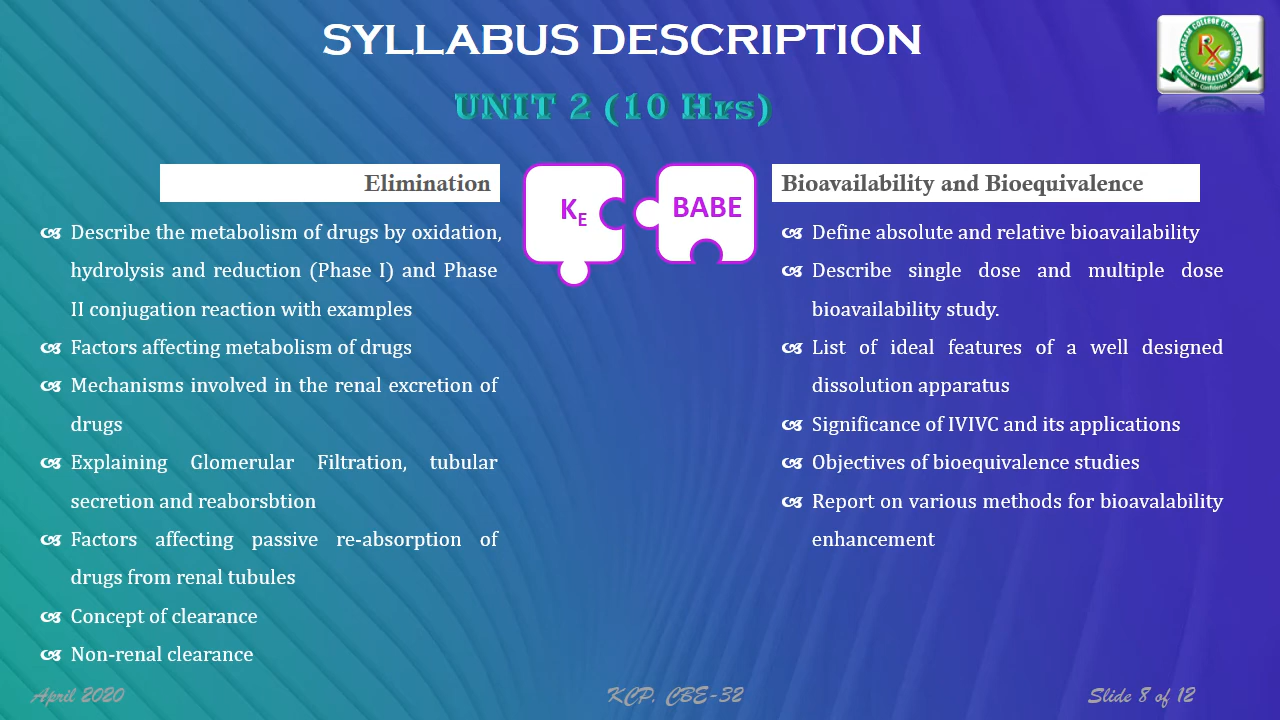 SYLLABUS DESCRIPTION
KARPAGAM COLLEGE OF PHARMACY
Rx
COIMBATORE
UNIT 2 (10 Hrs)
Elimination
Describe the metabolism of drugs by oxidation,
hydrolysis and reduction (Phase I) and Phase
II conjugation reaction with examples
Factors affecting metabolism of drugs
Mechanisms involved in the renal excretion of
drugs
Explaining Glomerular Filtration, tubular
secretion and reaborsbtion
Factors affecting passive re-absorption of
drugs from renal tubules
Concept of clearance
Non-renal clearance
KE
BABE
Bioavailability and Bioequivalence
Define absolute and relative bioavailability
Describe single dose and multiple dose
bioavailability study.
List of ideal features of a well designed
dissolution apparatus
Significance of IVIVC and its applications
Objectives of bioequivalence studies
Report on various methods for bioavalability
enhancement
April 2020
KCP, CBE-32
Slide 8 of 12